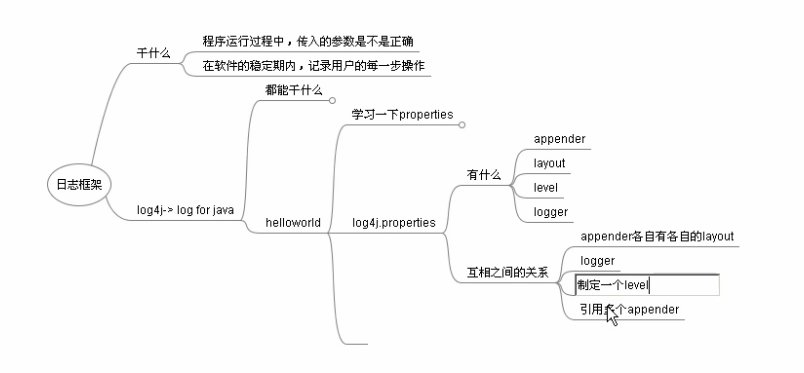 干什么
程序运行过程中，传入的参数是不是正确
在软件的稳定期内，记录用户的每一步操作
都能干什么
学习一下properties
日志框架
log4j-> log for java
helloworld
log4j.properties
有什么
appender
layout
level
logger
互相之间的关系
appender各自有各自的layout
logger
制定一个level
引用多个appender